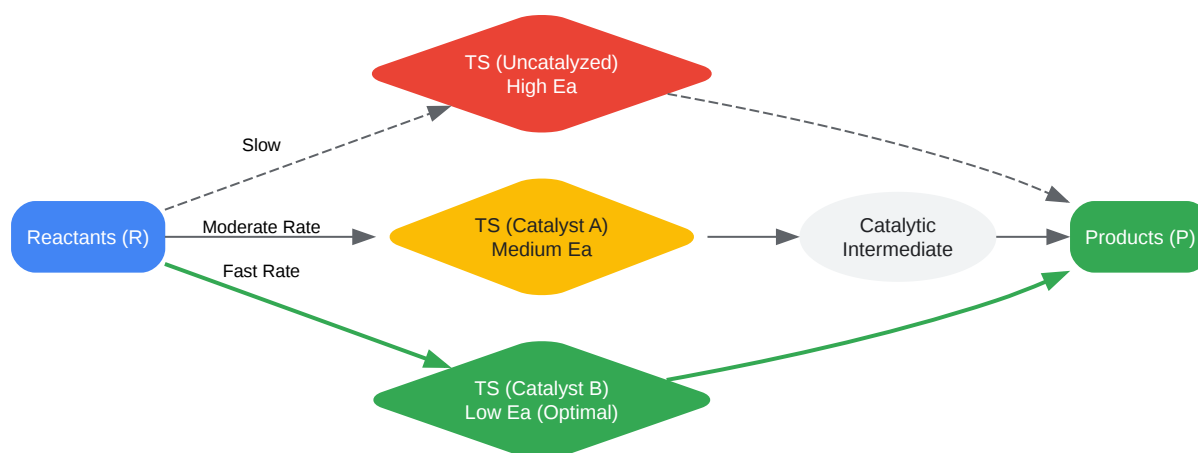 TS (Uncatalyzed)
High Ea
Slow
Reactants (R)
Moderate Rate
TS (Catalyst A)
Medium Ea
Catalytic
Intermediate
Products (P)
Fast Rate
TS (Catalyst B)
Low Ea (Optimal)